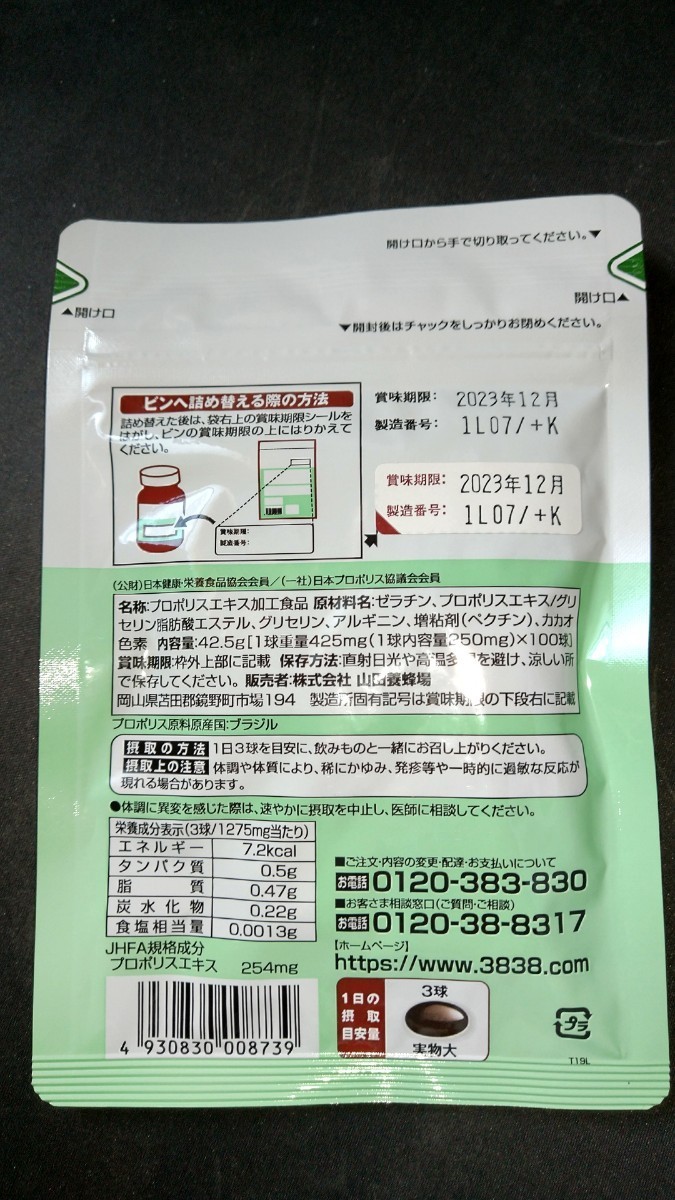 開け口から手で切り取ってください。▼
▲開け口
開け口▲
▼開封後はチャックをしっかりお閉めください。
ビンへ詰め替える際の方法
詰め替えた後は、袋右上の賞味期限シールを
はがし、ビンの賞味期限の上にはりかえて
ください。
賞味期限:
製造番号:
賞味期限: 2023年12月
製造番号: 1L07/+K
賞味期限: 2023年12月
製造番号: 1L07/+K
(公財)日本健康・栄養食品協会会員/(一社)日本プロポリス協議会会員
名称:プロポリスエキス加工食品 原材料名:ゼラチン、プロポリスエキス/グリ
セリン脂肪酸エステル、グリセリン、アルギニン、増粘剤(ペクチン)、カカオ
色素 内容量:42.5g[1球重量425mg(1球内容量250mg)×100球]
賞味期限:枠外上部に記載 保存方法:直射日光や高温多湿を避け、涼しい所
で保存してください。 販売者:株式会社 山田養蜂場
岡山県苫田郡鏡野町市場194 製造所固有記号は賞味期限の下段右に記載
プロポリス原料原産国:ブラジル
摂取の方法 1日3球を目安に、飲みものと一緒にお召し上がりください。
摂取上の注意 体調や体質により、稀にかゆみ、発疹等や一時的に過敏な反応が
現れる場合があります。
●体調に異変を感じた際は、速やかに摂取を中止し、医師に相談してください。
栄養成分表示(3球/1275mg当たり)
エネルギー 7.2kcal
タンパク質 0.5g
脂質 0.47g
炭水化物 0.22g
食塩相当量 0.0013g
JHFA規格成分
プロポリスエキス 254mg
■ご注文・内容の変更・配達・お支払いについて
お電話 0120-383-830
■お客さま相談窓口(ご質問・ご相談)
お電話 0120-38-8317
【ホームページ】
https://www.3838.com
4 930830 008739
1日の
摂取
目安量
3球
実物大
プラ
T19L